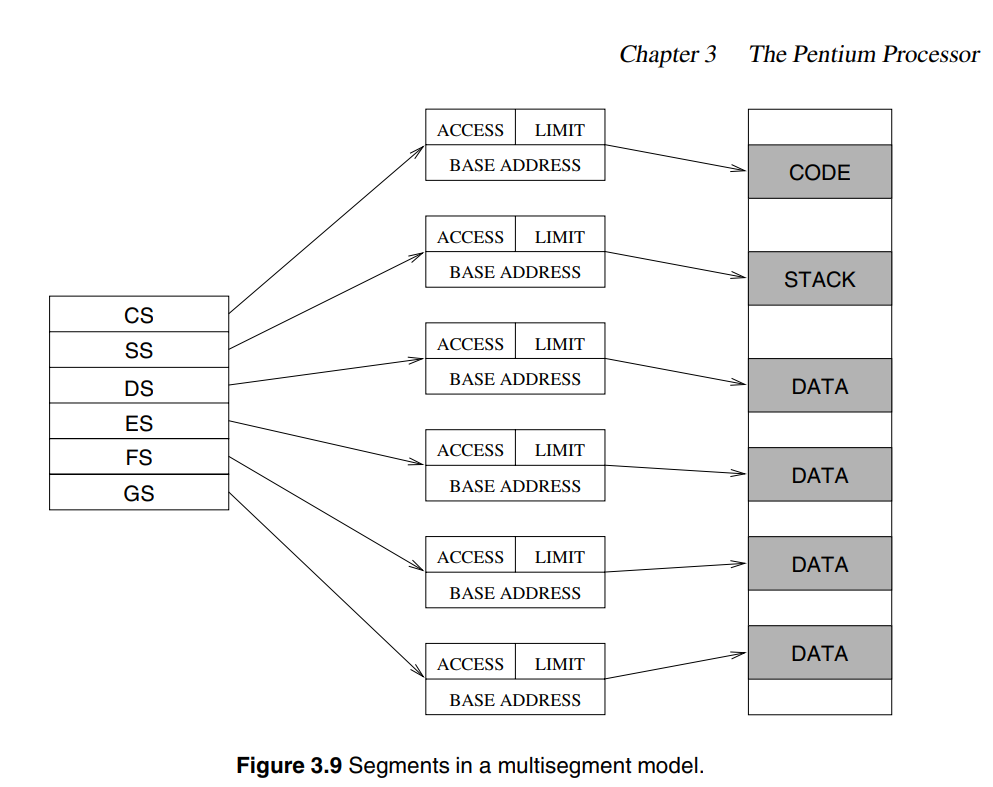 Chapter 3 The Pentium Processor
ACCESS LIMIT
BASE ADDRESS
CODE
ACCESS LIMIT
BASE ADDRESS
STACK
CS
SS
DS
ES
FS
GS
ACCESS LIMIT
BASE ADDRESS
DATA
ACCESS LIMIT
BASE ADDRESS
DATA
ACCESS LIMIT
BASE ADDRESS
DATA
ACCESS LIMIT
BASE ADDRESS
DATA
Figure 3.9 Segments in a multisegment model.